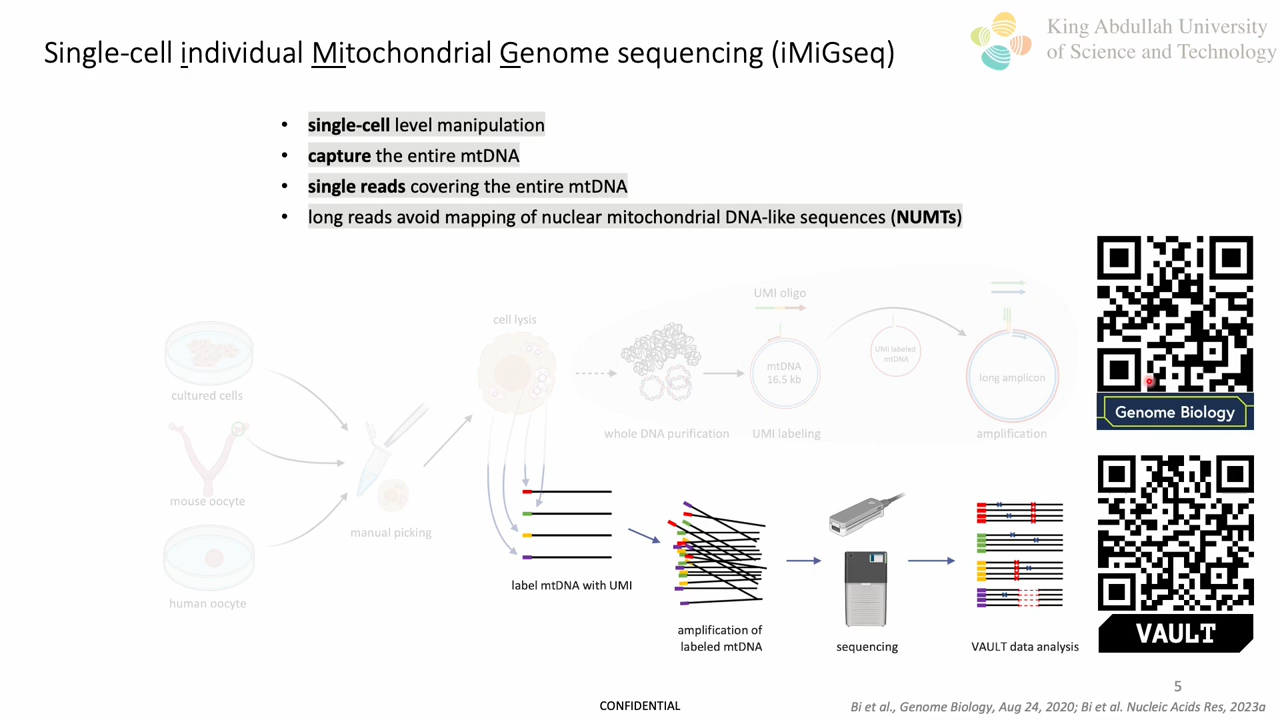 Single-cell individual Mitochondrial Genome sequencing (iMiGseq)
King Abdullah University
of Science and Technology
• single-cell level manipulation
• capture the entire mtDNA
• single reads covering the entire mtDNA
• long reads avoid mapping of nuclear mitochondrial DNA-like sequences (NUMTs)
UMI oligo
cell lysis
UMI labeled
mtDNA
mtDNA
16.5 kb
long amplicon
cultured cells
whole DNA purification
UMI labeling
amplification
Genome Biology
mouse oocyte
manual picking
label mtDNA with UMI
human oocyte
amplification of
labeled mtDNA
sequencing
VAULT data analysis
VAULT
5
CONFIDENTIAL
Bi et al., Genome Biology, Aug 24, 2020; Bi et al. Nucleic Acids Res, 2023a